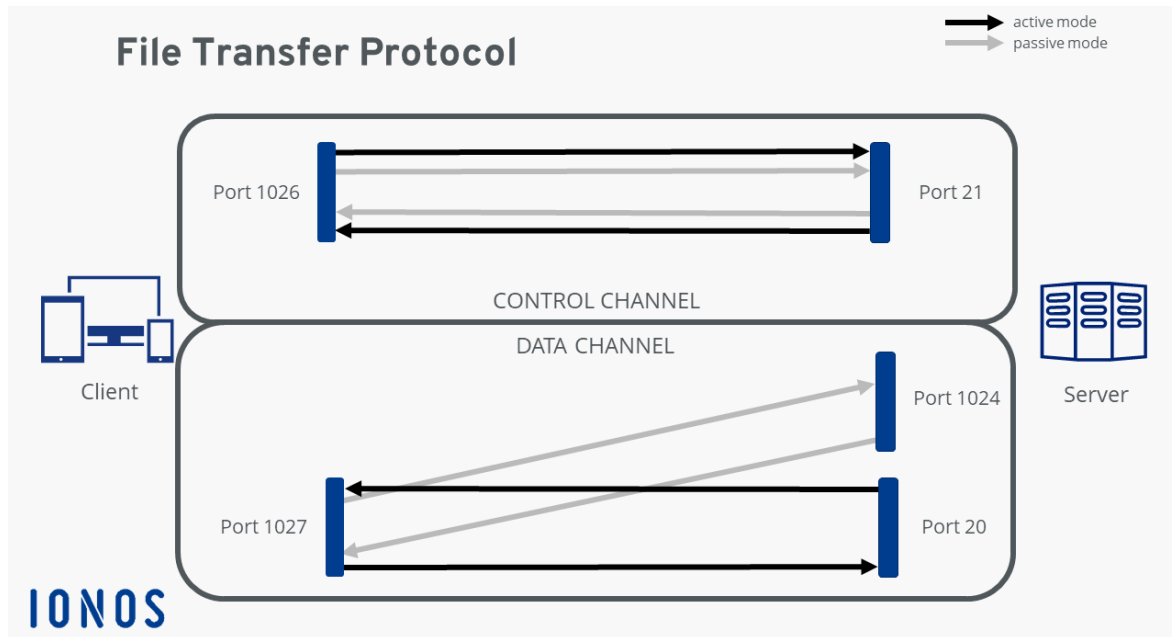 active mode
passive mode
File Transfer Protocol
Port 1026
Port 21
CONTROL CHANNEL
DATA CHANNEL
Client
Server
Port 1024
Port 1027
Port 20
IONOS